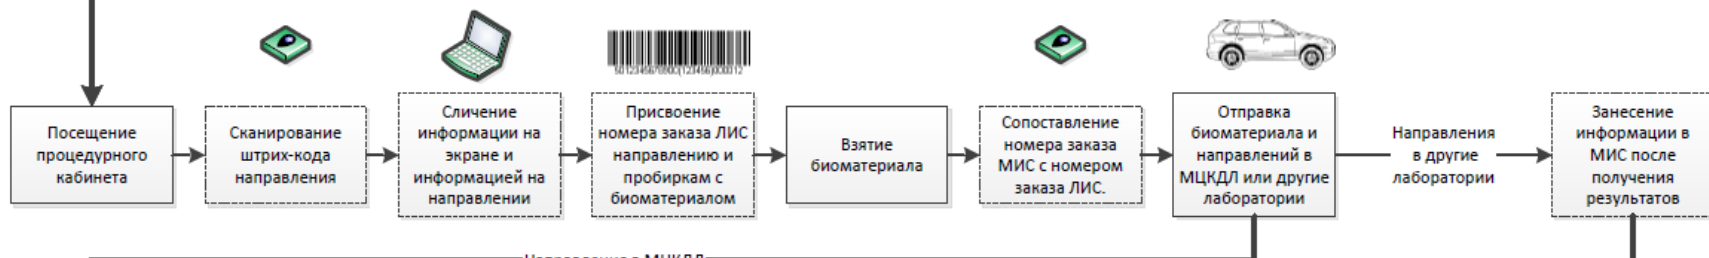 Посещение
процедурного
кабинета
Сканирование
штрих-кода
направления
Сличение
информации на
экране и
информацией на
направлении
Присвоение
номера заказа ЛИС
направлению и
пробиркам с
биоматериалом
Взятие
биоматериала
Сопоставление
номера заказа
МИС с номером
заказа ЛИС.
Отправка
биоматериала и
направлений в
МЦКДЛ или другие
лаборатории
Направления
в другие
лаборатории
Занесение
информации в
МИС после
получения
результатов